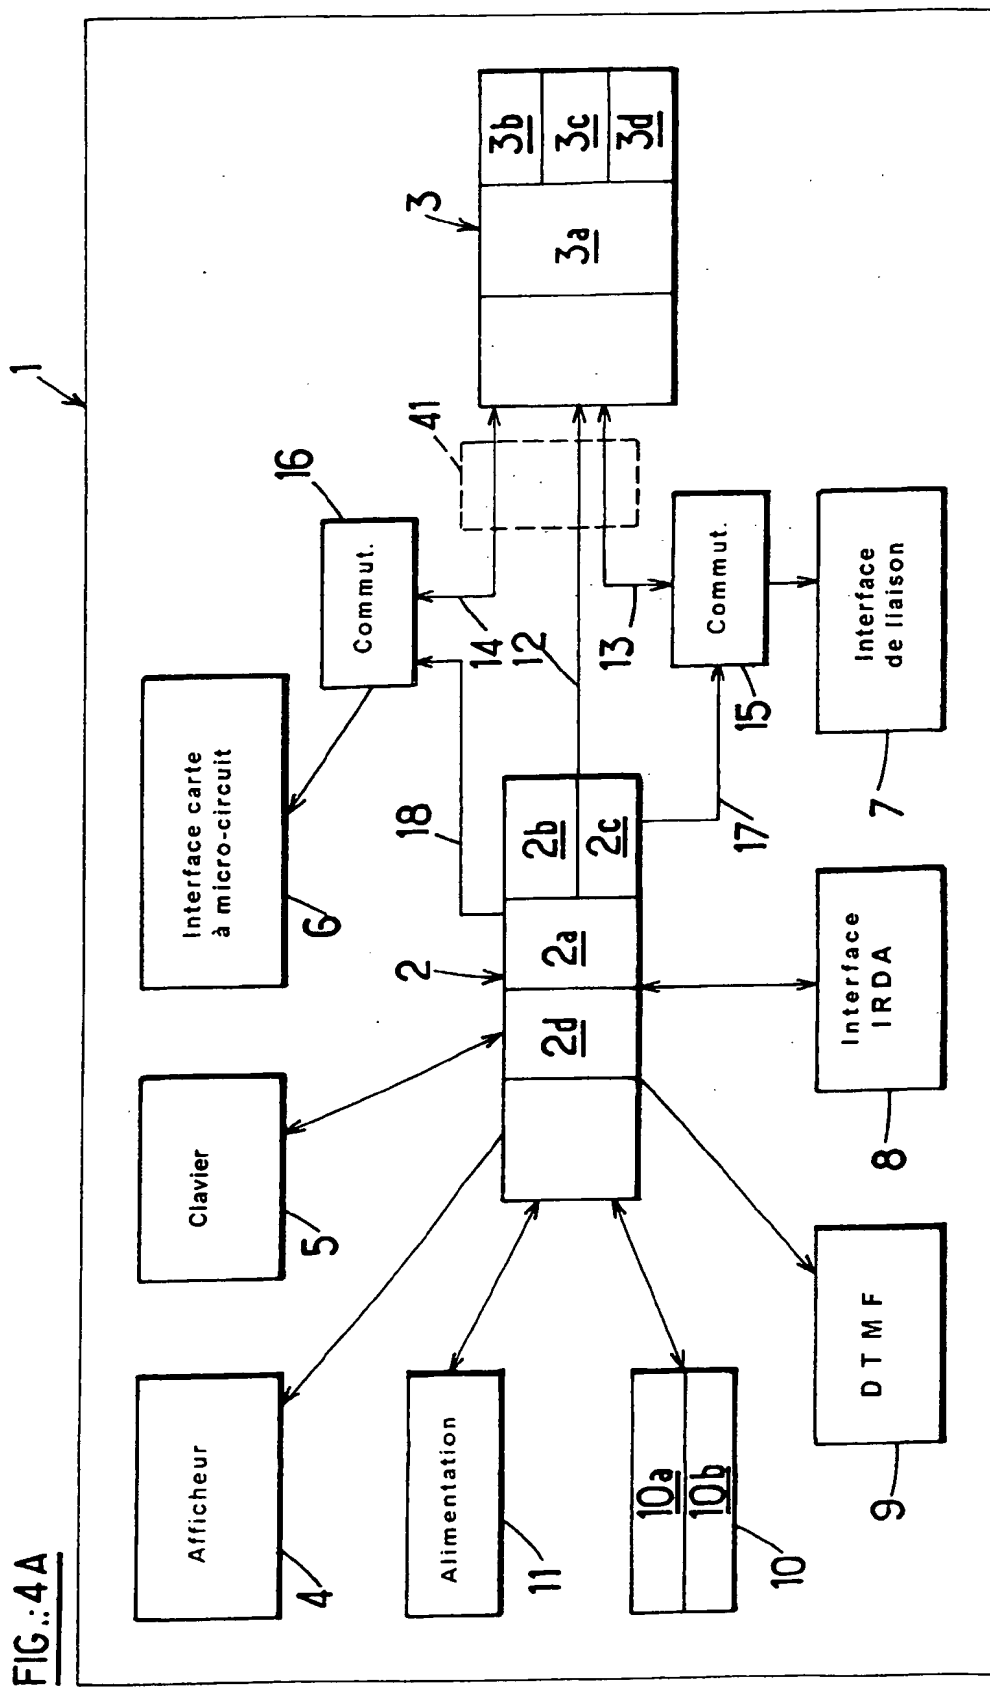 FIG.:4A
1
Afficheur
4
Clavier
5
Interface carte
à micro-circuit
6
Commut.
16
Alimentation
11
10a
10b
10
2
2d
2a
2b
2c
18
14
12
13
41
3
3a
3b
3c
3d
DTMF
9
Interface
IRDA
8
17
Commut.
15
Interface
de liaison
7